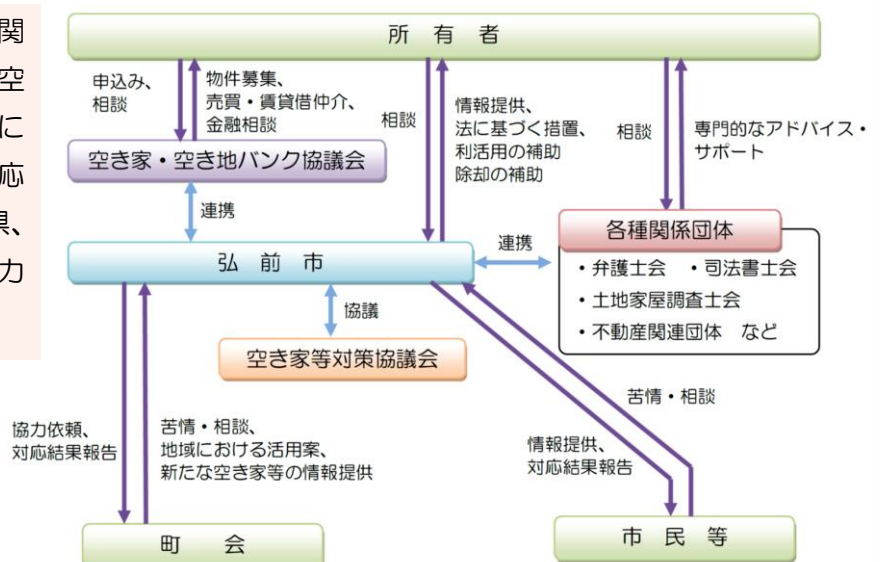 関
空
に
応
県、
力
所 有 者
申込み、
相談
物件募集、
売買・賃貸借仲介、
金融相談
相談
情報提供、
法に基づく措置、
利活用の補助
除却の補助
相談
専門的なアドバイス・
サポート
空き家・空き地バンク協議会
連携
各種関係団体
・弁護士会 ・司法書士会
・土地家屋調査士会
・不動産関連団体 など
弘 前 市
連携
協議
空き家等対策協議会
協力依頼、
対応結果報告
苦情・相談、
地域における活用案、
新たな空き家等の情報提供
苦情・相談
情報提供、
対応結果報告
町 会
市 民 等